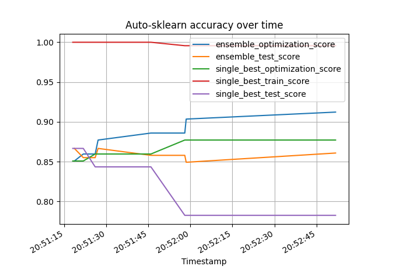 Auto-sklearn accuracy over time
1.00
0.95
0.90
0.85
0.80
ensemble_optimization_score
ensemble_test_score
single_best_optimization_score
single_best_train_score
single_best_test_score
20:51:15
20:51:30
20:51:45
20:52:00
20:52:15
20:52:30
20:52:45
Timestamp